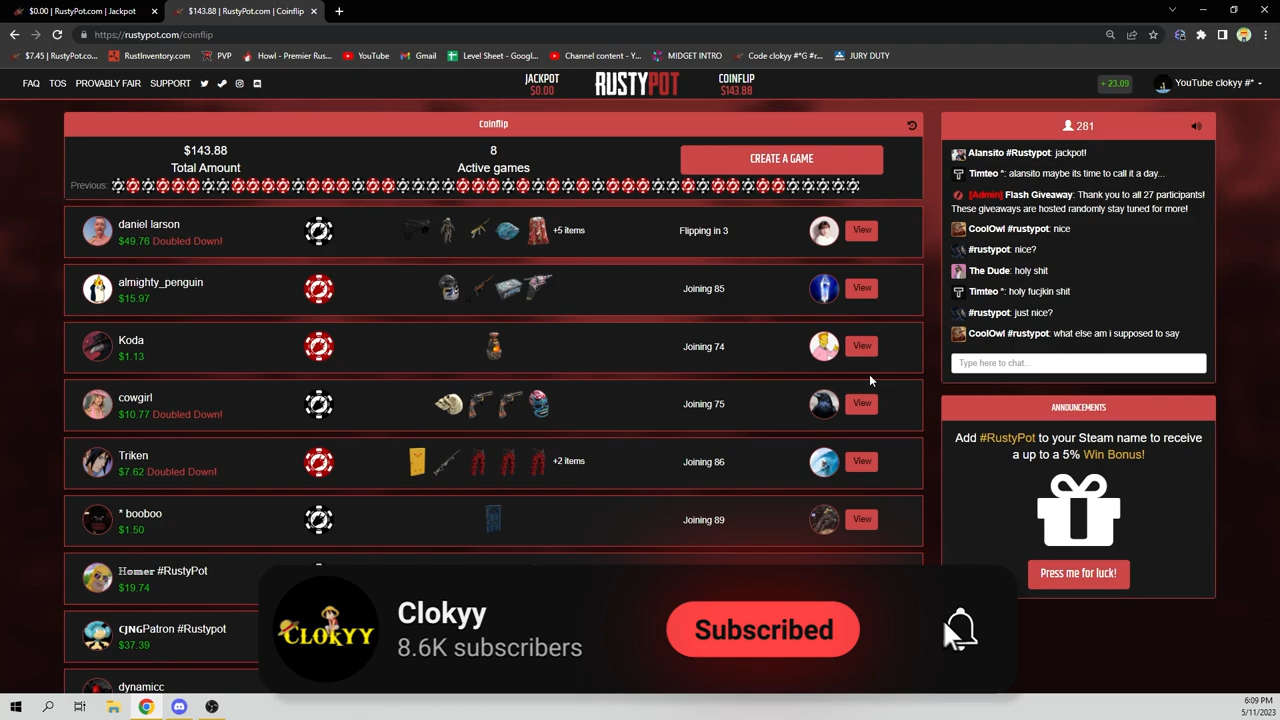 $0.00 | RustyPot.com | Jackpot
$143.88 | RustyPot.com | Coinflip
https://rustypot.com/coinflip
$7.45 | RustyPot.co...
RustInventory.com
PVP
Howl - Premier Rus...
YouTube
Gmail
Level Sheet - Googl...
Channel content - Y...
MIDGET INTRO
Code clokyy #*G #r...
JURY DUTY
FAQ
TOS
PROVABLY FAIR
SUPPORT
JACKPOT
$0.00
RUSTYPOT
COINFLIP
$143.88
+ 23.09
YouTube clokyy #*
Coinflip
$143.88
Total Amount
8
Active games
CREATE A GAME
Previous:
daniel larson
$49.76 Doubled Down!
+5 items
Flipping in 3
View
almighty_penguin
$15.97
Joining 85
View
Koda
$1.13
Joining 74
View
cowgirl
$10.77 Doubled Down!
Joining 75
View
Triken
$7.62 Doubled Down!
+2 items
Joining 86
View
* booboo
$1.50
Joining 89
View
Homer #RustyPot
$19.74
CJNGPatron #Rustypot
$37.39
dynamicc
281
Alansito #Rustypot: jackpot!
Timteo *: alansito maybe its time to call it a day...
[Admin] Flash Giveaway: Thank you to all 27 participants!
These giveaways are hosted randomly stay tuned for more!
CoolOwl #rustypot: nice
#rustypot: nice?
The Dude: holy shit
Timteo *: holy fucjkin shit
#rustypot: just nice?
CoolOwl #rustypot: what else am i supposed to say
Type here to chat...
ANNOUNCEMENTS
Add #RustyPot to your Steam name to receive
a up to a 5% Win Bonus!
Press me for luck!
CLOKYY
Clokyy
8.6K subscribers
Subscribed
6:09 PM
5/11/2023